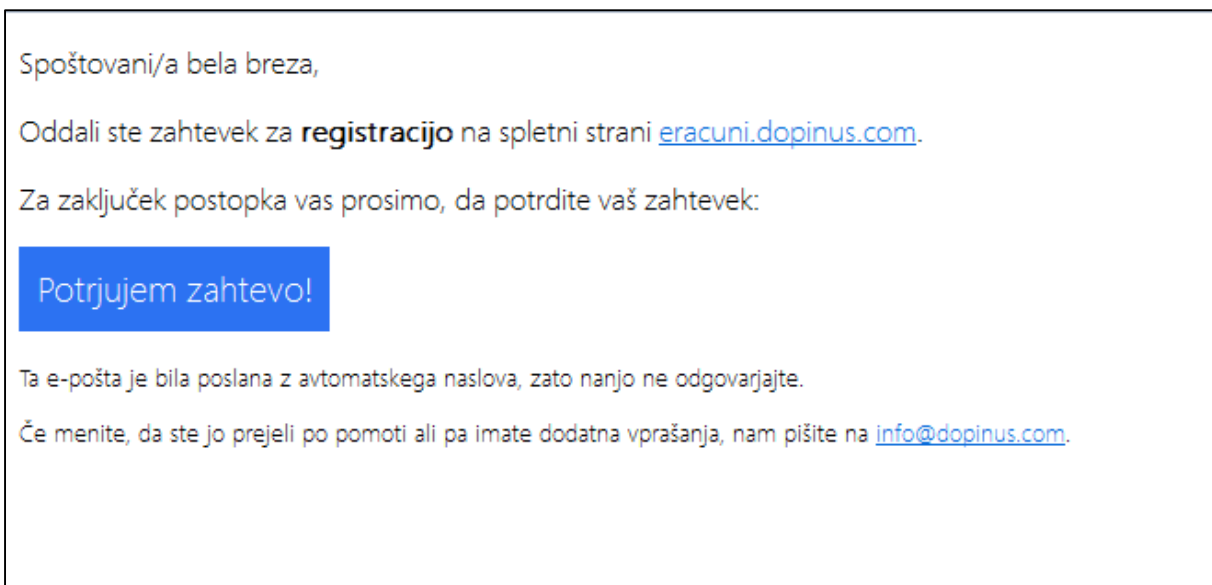 Spoštovani/a bela breza,
Oddali ste zahtevek za registracijo na spletni strani eracuni.dopinus.com.
Za zaključek postopka vas prosimo, da potrdite vaš zahtevek:
Potrjujem zahtevo!
Ta e-pošta je bila poslana z avtomatskega naslova, zato nanjo ne odgovarjajte.
Če menite, da ste jo prejeli po pomoti ali pa imate dodatna vprašanja, nam pišite na info@dopinus.com.